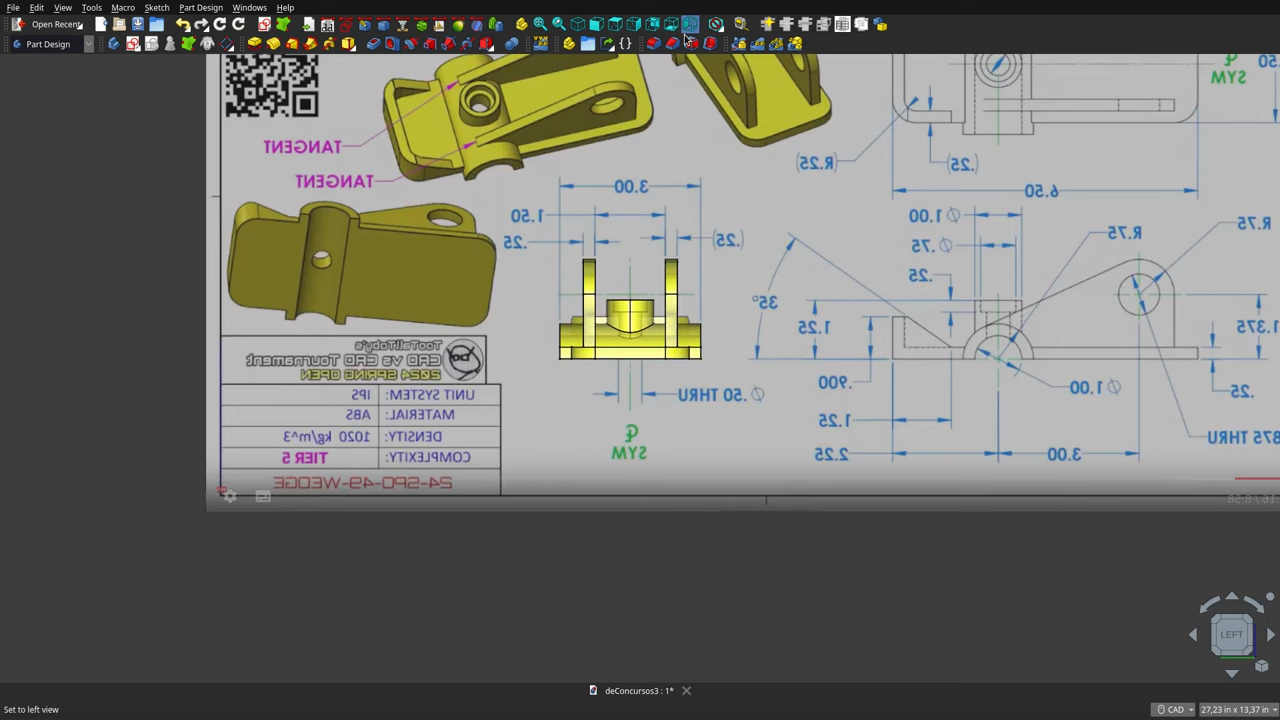 File Edit View Tools Macro Sketch Part Design Windows Help
Open Recent
Part Design
TANGENT
TANGENT
3.00
1.50
.25
(.25)
.50 THRU Ø
℄
SYM
SYM
.50
(R.25)
(.25)
6.50
1.00 Ø
.75 Ø
.25
R.75
R.75
35°
1.25
.900
1.25
2.25
3.00
1.00 Ø
1.375
.25
875 THRU
TooTallToby's
CAD vs CAD Tournament
2024 SPRING OPEN
UNIT SYSTEM: IPS
MATERIAL: ABS
DENSITY: 1020 kg/m^3
COMPLEXITY: TIER 5
24-SPO-49-WEDGE
LEFT
deConcursos3 : 1*
Set to left view
CAD
27,23 in x 13,37 in